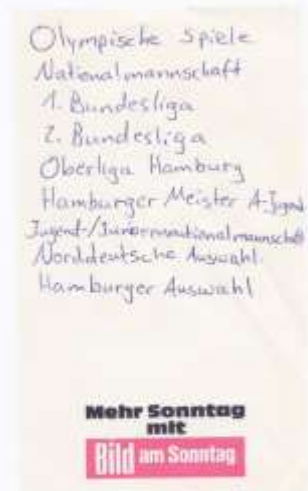 Olympische Spiele
Nationalmannschaft
1. Bundesliga
2. Bundesliga
Oberliga Hamburg
Hamburger Meister A-Jugend
Jugend-/Juniornationalmannschaft
Norddeutsche Auswahl
Hamburger Auswahl
Mehr Sonntag
mit
Bild am Sonntag